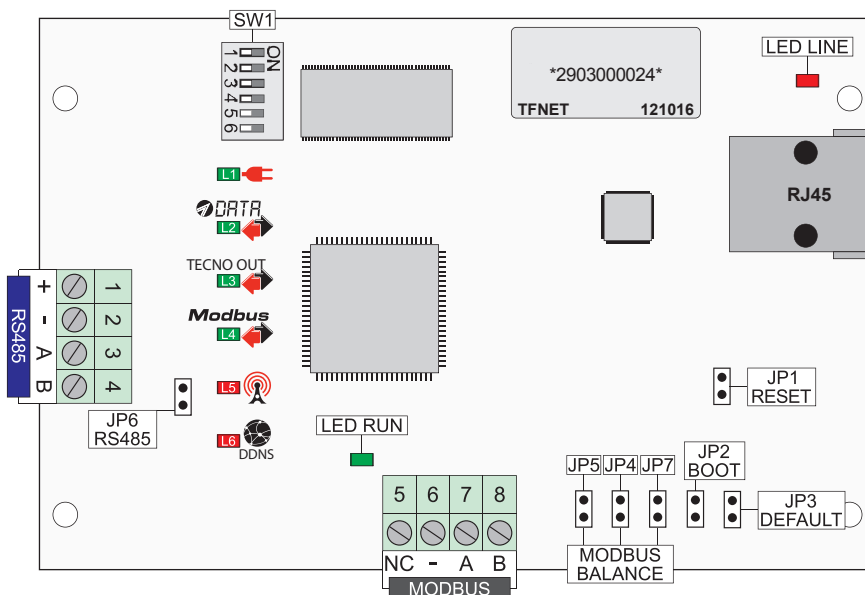 SW1
ON
1
2
3
4
5
6
*2903000024*
TFNET 121016
LED LINE
RJ45
L1
DATA
L2
TECNO OUT
L3
Modbus
L4
L5
L6
DDNS
RS485
+ 1
- 2
A 3
B 4
JP6
RS485
LED RUN
5 6 7 8
NC - A B
MODBUS
JP5 JP4 JP7
MODBUS
BALANCE
JP2
BOOT
JP1
RESET
JP3
DEFAULT